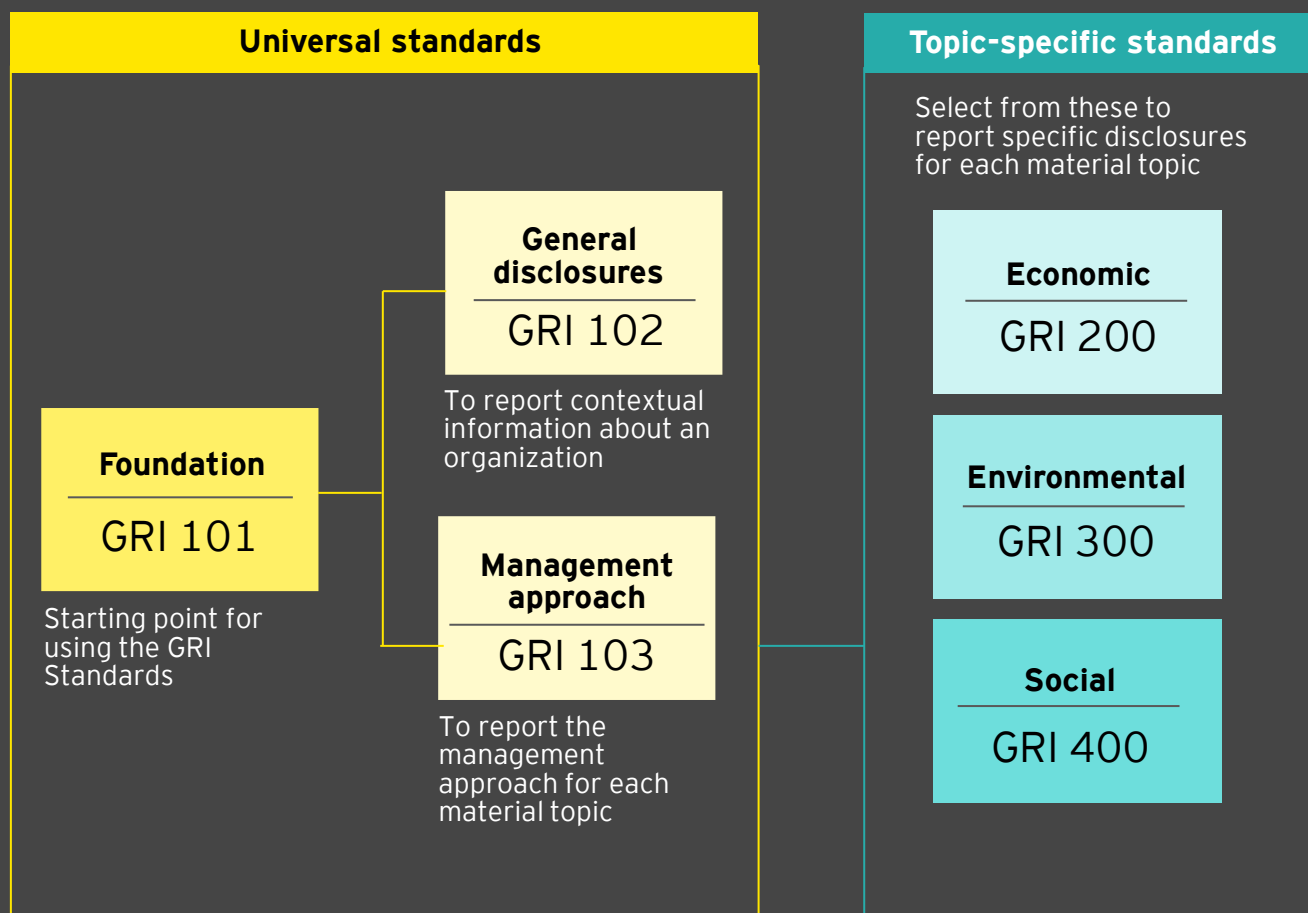 Universal standards
Foundation
GRI 101
Starting point for
using the GRI
Standards
General
disclosures
GRI 102
To report contextual
information about an
organization
Management
approach
GRI 103
To report the
management
approach for each
material topic
Topic-specific standards
Select from these to
report specific disclosures
for each material topic
Economic
GRI 200
Environmental
GRI 300
Social
GRI 400